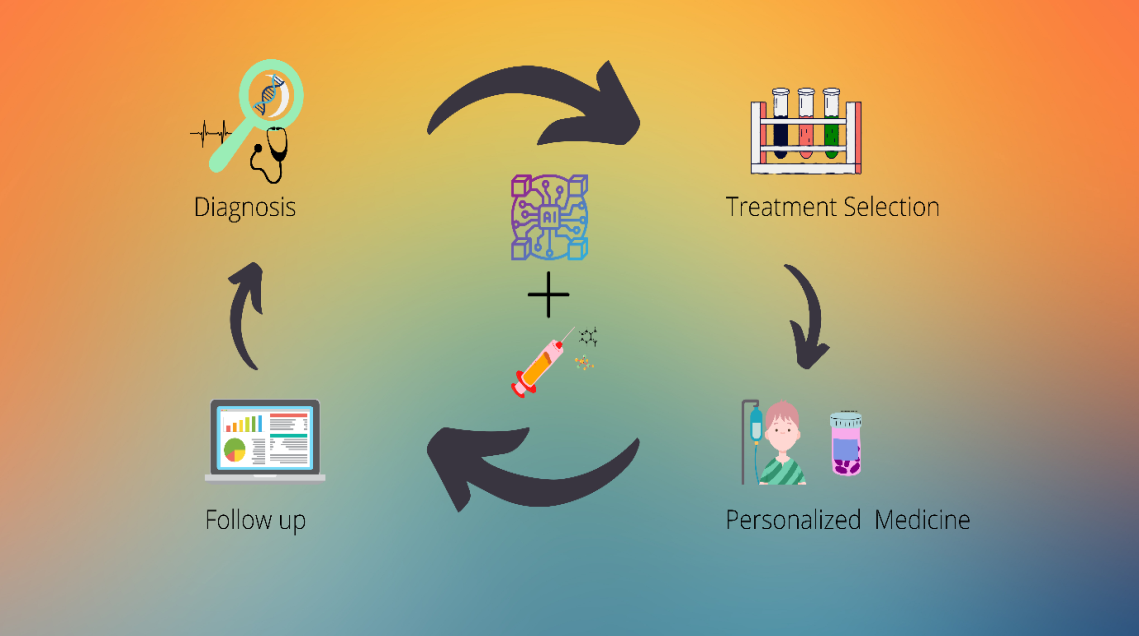 Diagnosis
Treatment Selection
AI
Follow up
Personalized Medicine